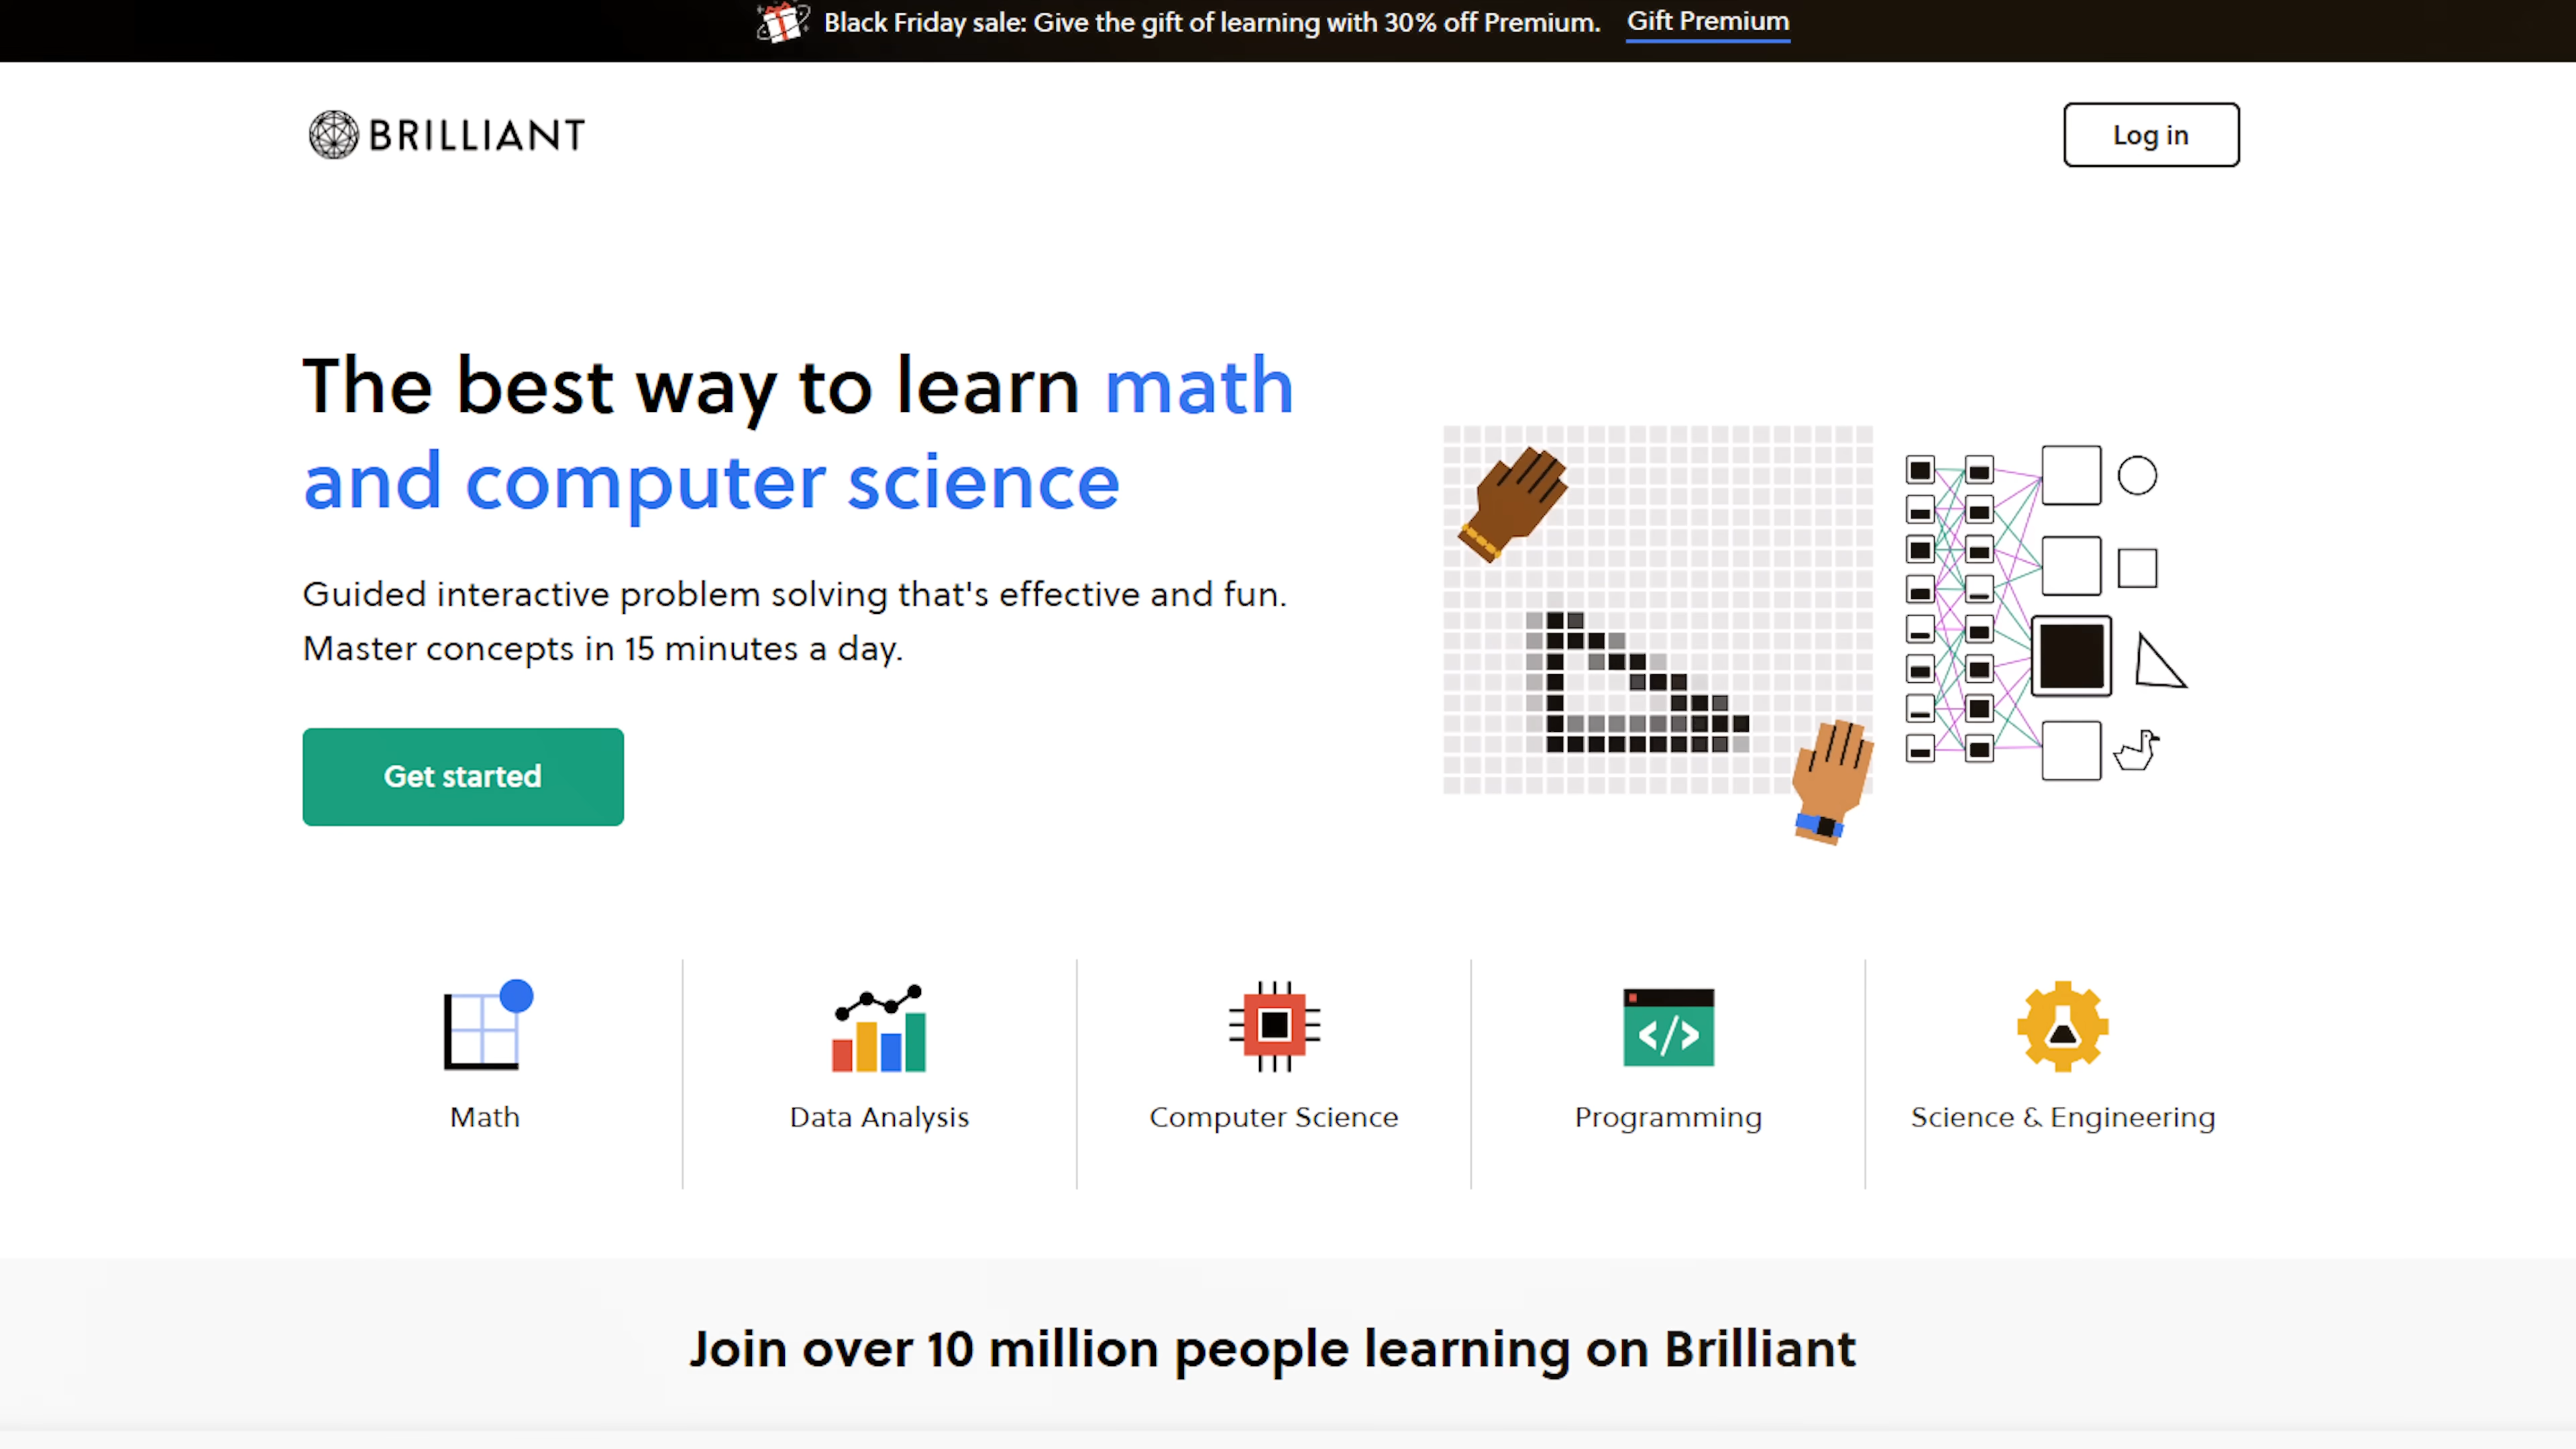 Black Friday sale: Give the gift of learning with 30% off Premium. Gift Premium
BRILLIANT
Log in
The best way to learn math
and computer science
Guided interactive problem solving that's effective and fun.
Master concepts in 15 minutes a day.
Get started
</>
Math
Data Analysis
Computer Science
Programming
Science & Engineering
Join over 10 million people learning on Brilliant